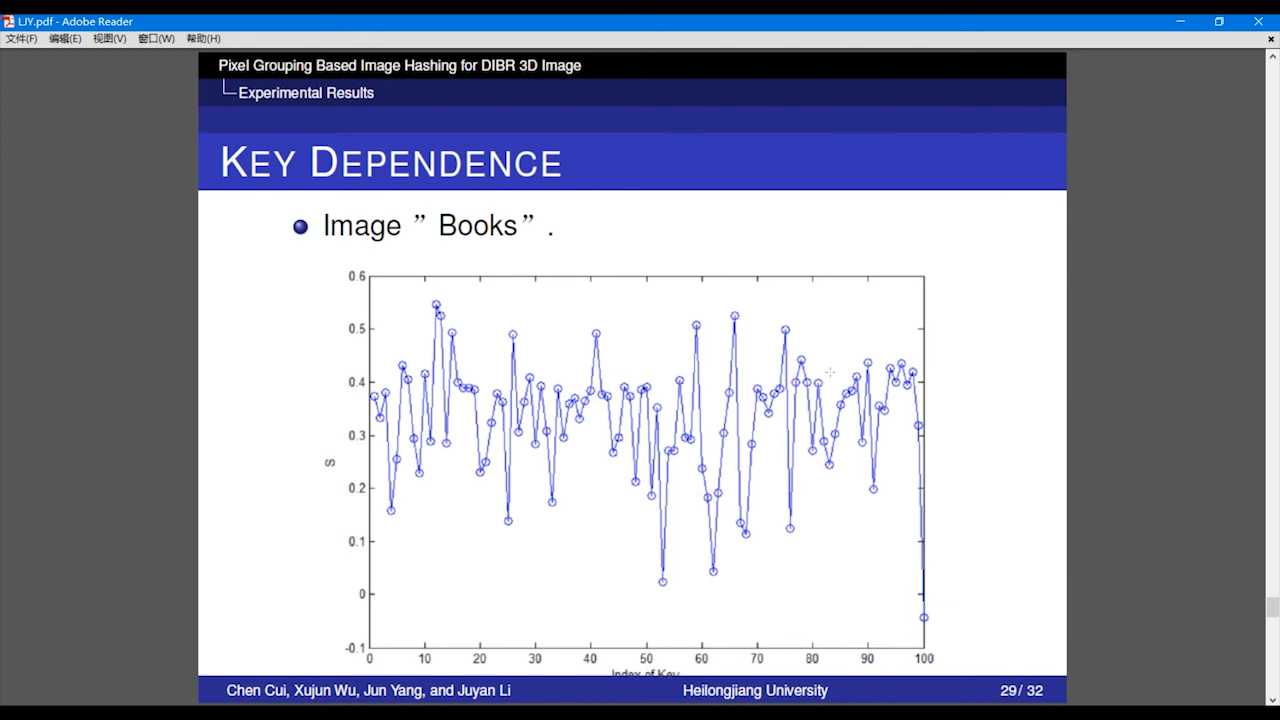 LJY.pdf - Adobe Reader
文件(F) 编辑(E) 视图(V) 窗口(W) 帮助(H)
Pixel Grouping Based Image Hashing for DIBR 3D Image
Experimental Results
KEY DEPENDENCE
Image ” Books” .
0.6
0.5
0.4
0.3
0.2
0.1
0
-0.1
S
0 10 20 30 40 50 60 70 80 90 100
Index of Key
Chen Cui, Xujun Wu, Jun Yang, and Juyan Li Heilongjiang University 29/ 32